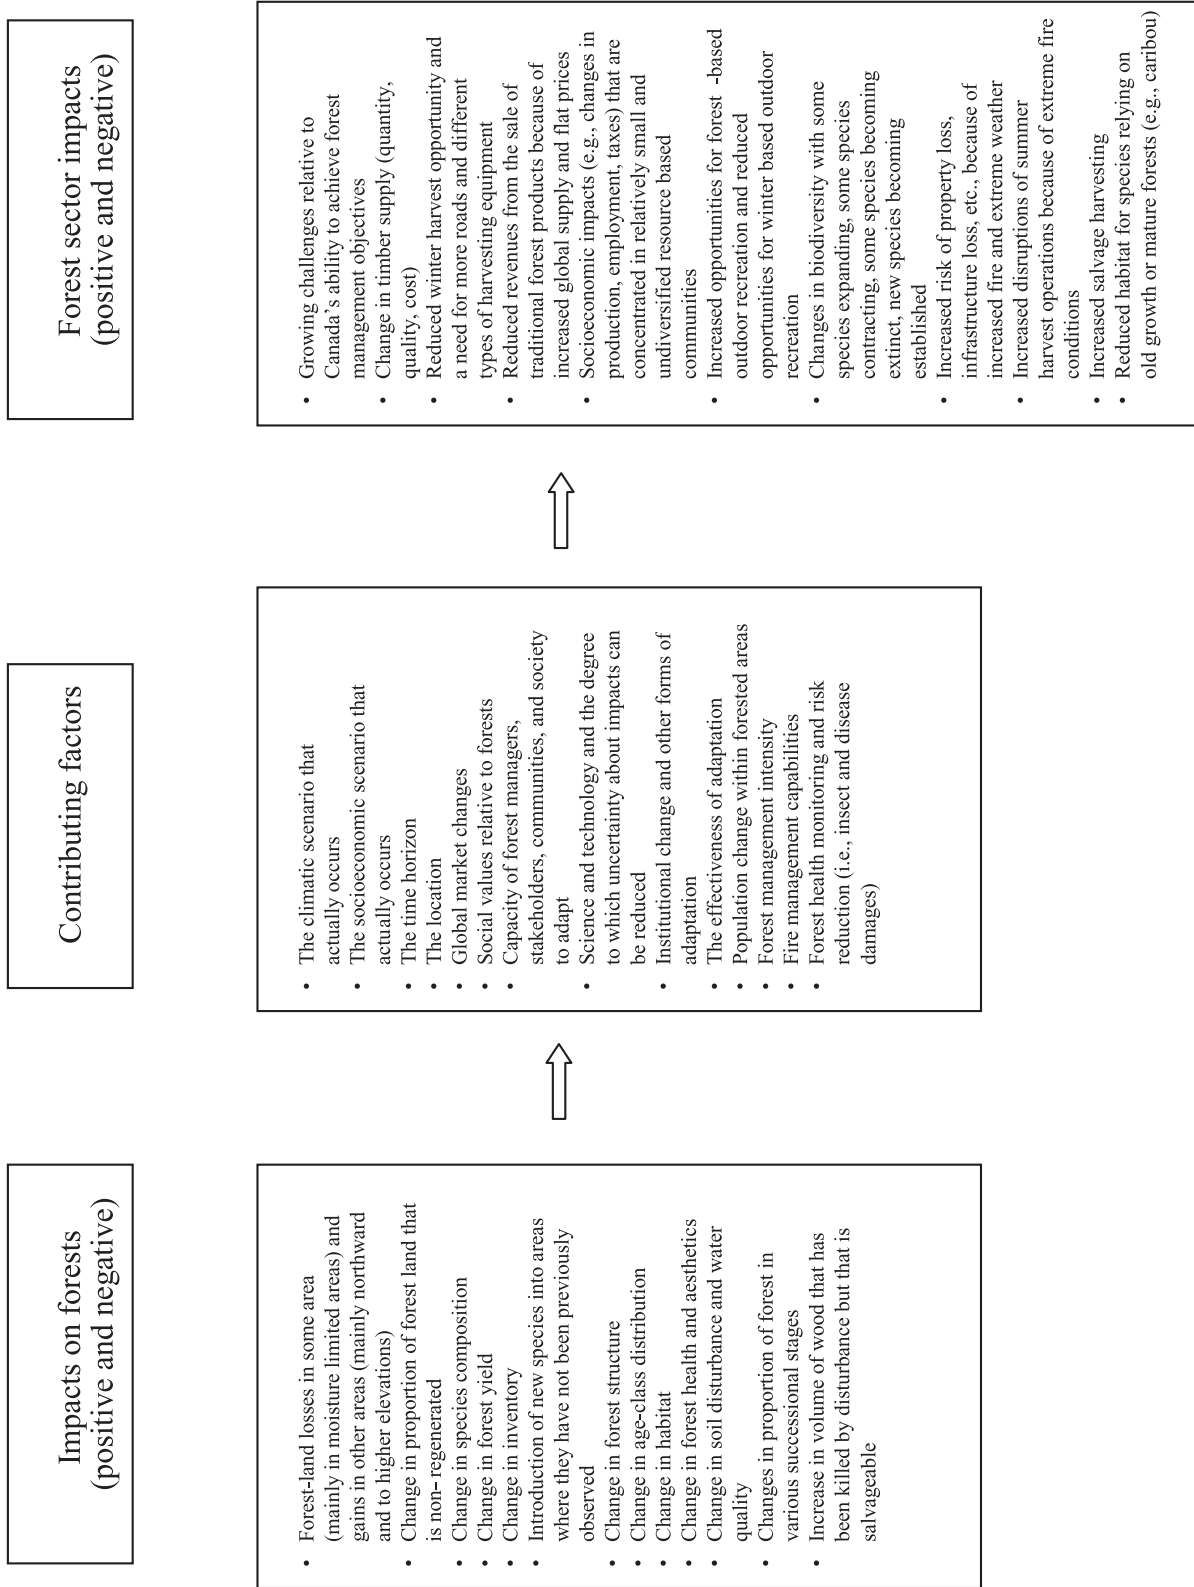 Impacts on forests
(positive and negative)
• Forest-land losses in some area
(mainly in moisture limited areas) and
gains in other areas (mainly northward
and to higher elevations)
• Change in proportion of forest land that
is non- regenerated
• Change in species composition
• Change in forest yield
• Change in inventory
• Introduction of new species into areas
where they have not been previously
observed
• Change in forest structure
• Change in age-class distribution
• Change in habitat
• Change in forest health and aesthetics
• Change in soil disturbance and water
quality
• Changes in proportion of forest in
various successional stages
• Increase in volume of wood that has
been killed by disturbance but that is
salvageable
Contributing factors
• The climatic scenario that
actually occurs
• The socioeconomic scenario that
actually occurs
• The time horizon
• The location
• Global market changes
• Social values relative to forests
• Capacity of forest managers,
stakeholders, communities, and society
to adapt
• Science and technology and the degree
to which uncertainty about impacts can
be reduced
• Institutional change and other forms of
adaptation
• The effectiveness of adaptation
• Population change within forested areas
• Forest management intensity
• Fire management capabilities
• Forest health monitoring and risk
reduction (i.e., insect and disease
damages)
Forest sector impacts
(positive and negative)
• Growing challenges relative to
Canada's ability to achieve forest
management objectives
• Change in timber supply (quantity,
quality, cost)
• Reduced winter harvest opportunity and
a need for more roads and different
types of harvesting equipment
• Reduced revenues from the sale of
traditional forest products because of
increased global supply and flat prices
• Socioeconomic impacts (e.g., changes in
production, employment, taxes) that are
concentrated in relatively small and
undiversified resource based
communities
• Increased opportunities for forest -based
outdoor recreation and reduced
opportunities for winter based outdoor
recreation
• Changes in biodiversity with some
species expanding, some species
contracting, some species becoming
extinct, new species becoming
established
• Increased risk of property loss,
infrastructure loss, etc., because of
increased fire and extreme weather
• Increased disruptions of summer
harvest operations because of extreme fire
conditions
• Increased salvage harvesting
• Reduced habitat for species relying on
old growth or mature forests (e.g., caribou)